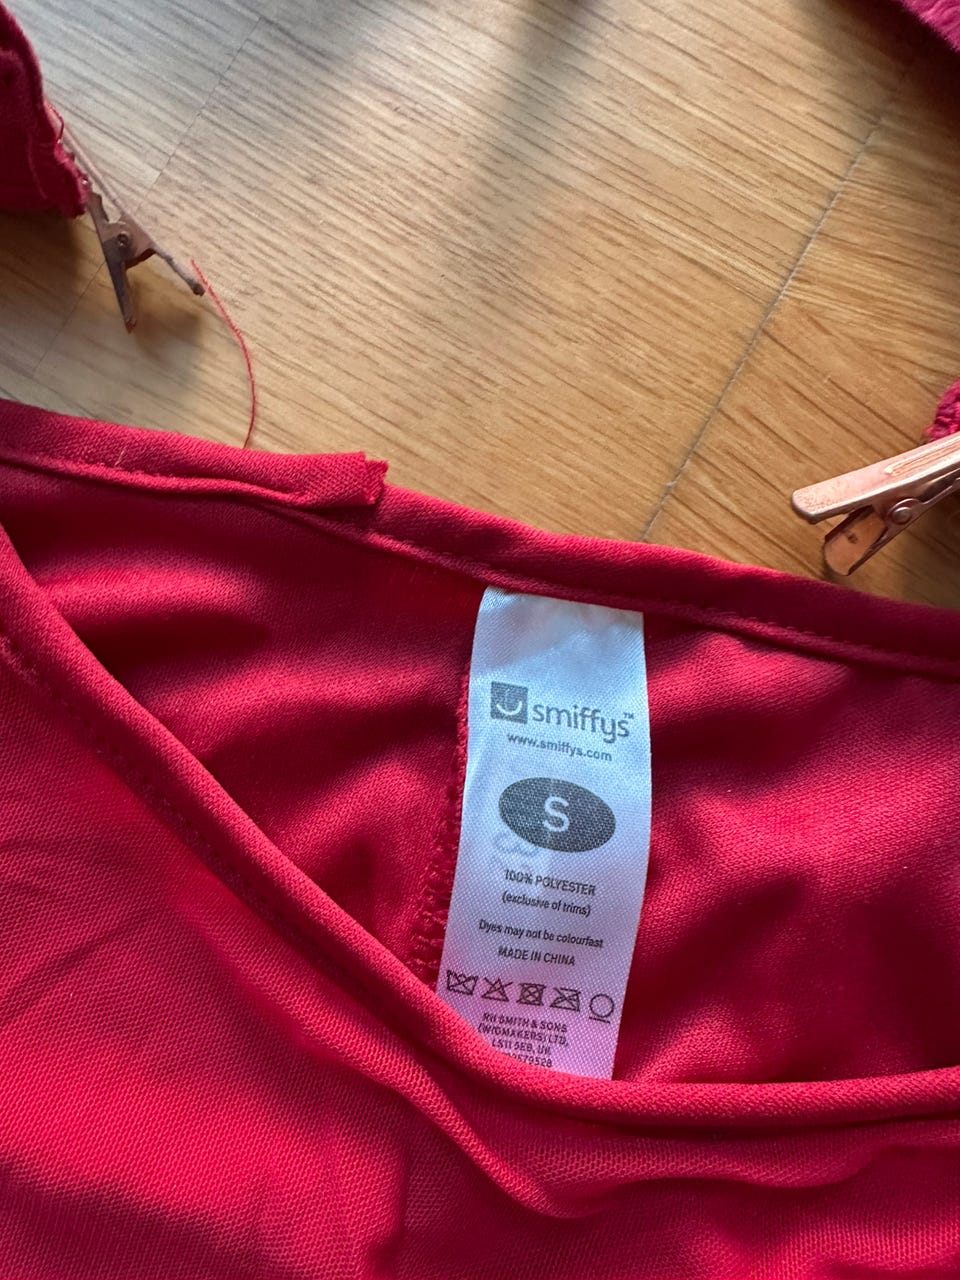 smiffys™
www.smiffys.com
S
100% POLYESTER
(exclusive of trims)
Dyes may not be colourfast
MADE IN CHINA
RH SMITH & SONS
(WIGMAKERS) LTD,
LS11 5EB, UK